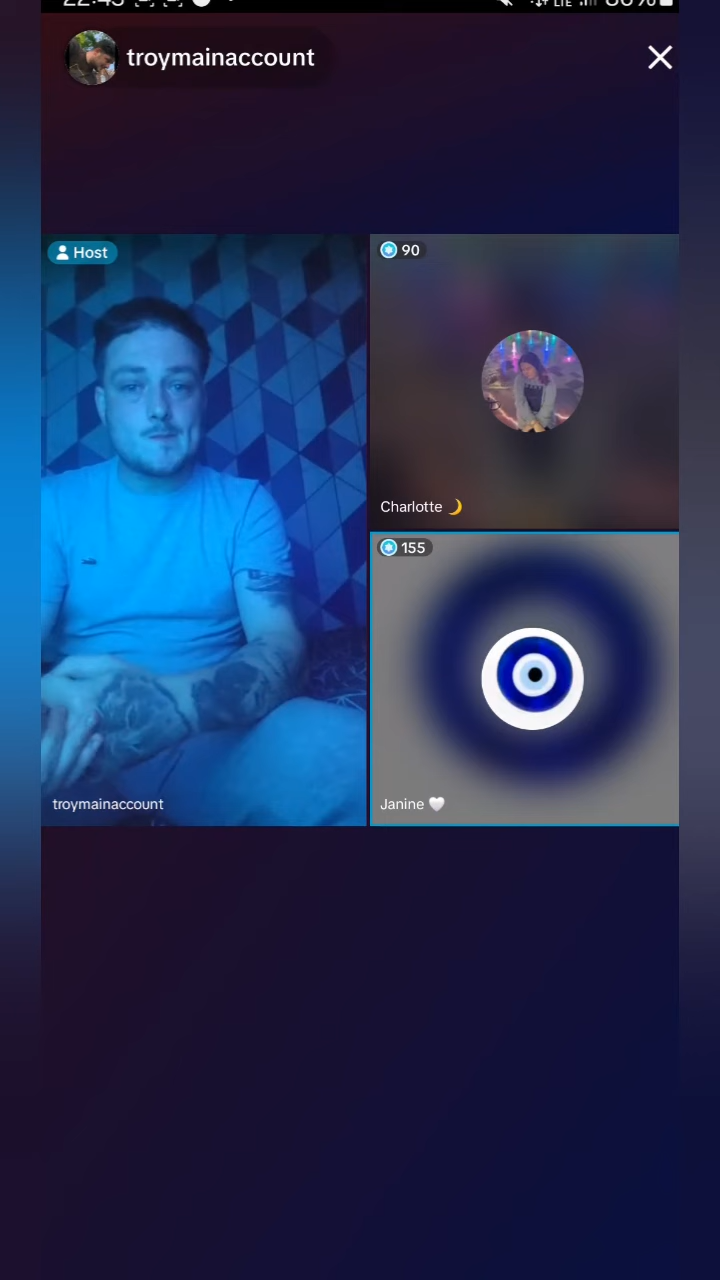 troymainaccount
Host
90
Charlotte 🌙
155
troymainaccount
Janine 🤍